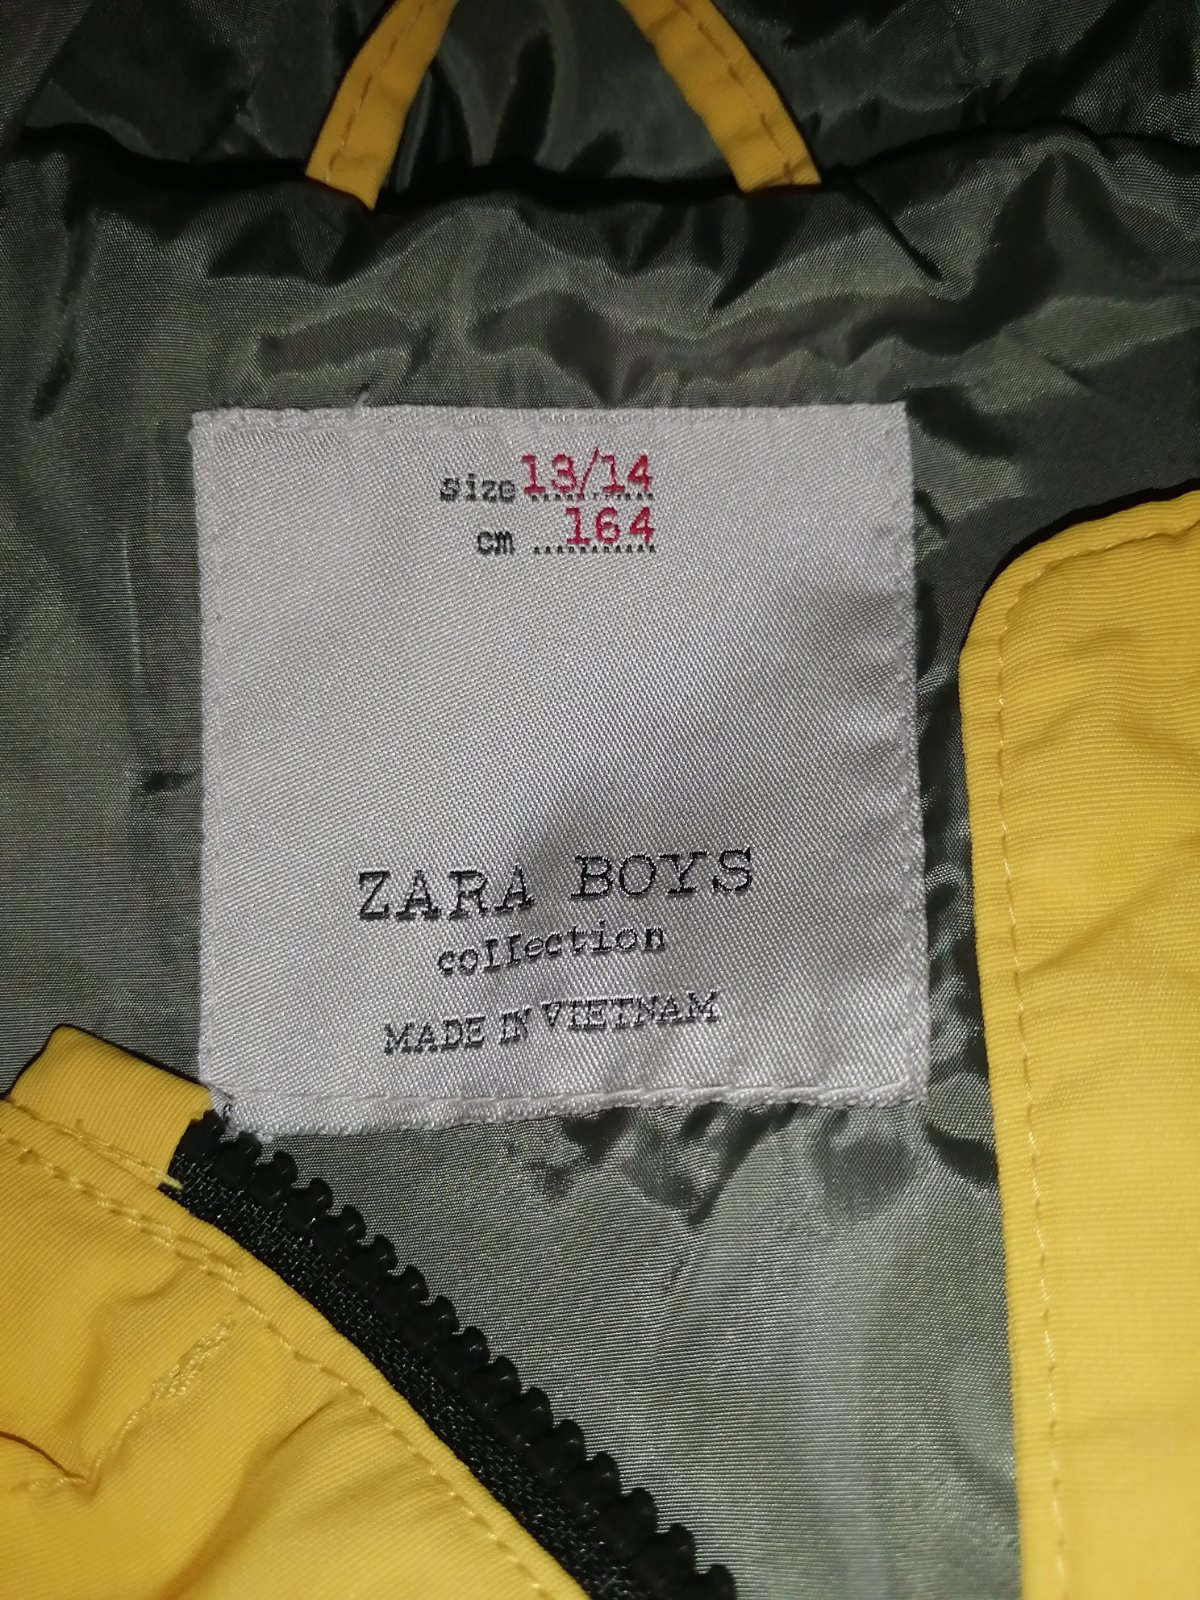 size 13/14
cm 164
ZARA BOYS
collection
MADE IN VIETNAM